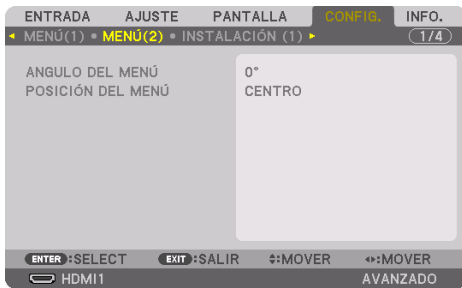 ENTRADA AJUSTE PANTALLA CONFIG. INFO.
MENÚ(1) • MENÚ(2) • INSTALACIÓN (1) 1/4
ANGULO DEL MENÚ 0°
POSICIÓN DEL MENÚ CENTRO
ENTER :SELECT EXIT :SALIR :MOVER :MOVER
HDMI1 AVANZADO